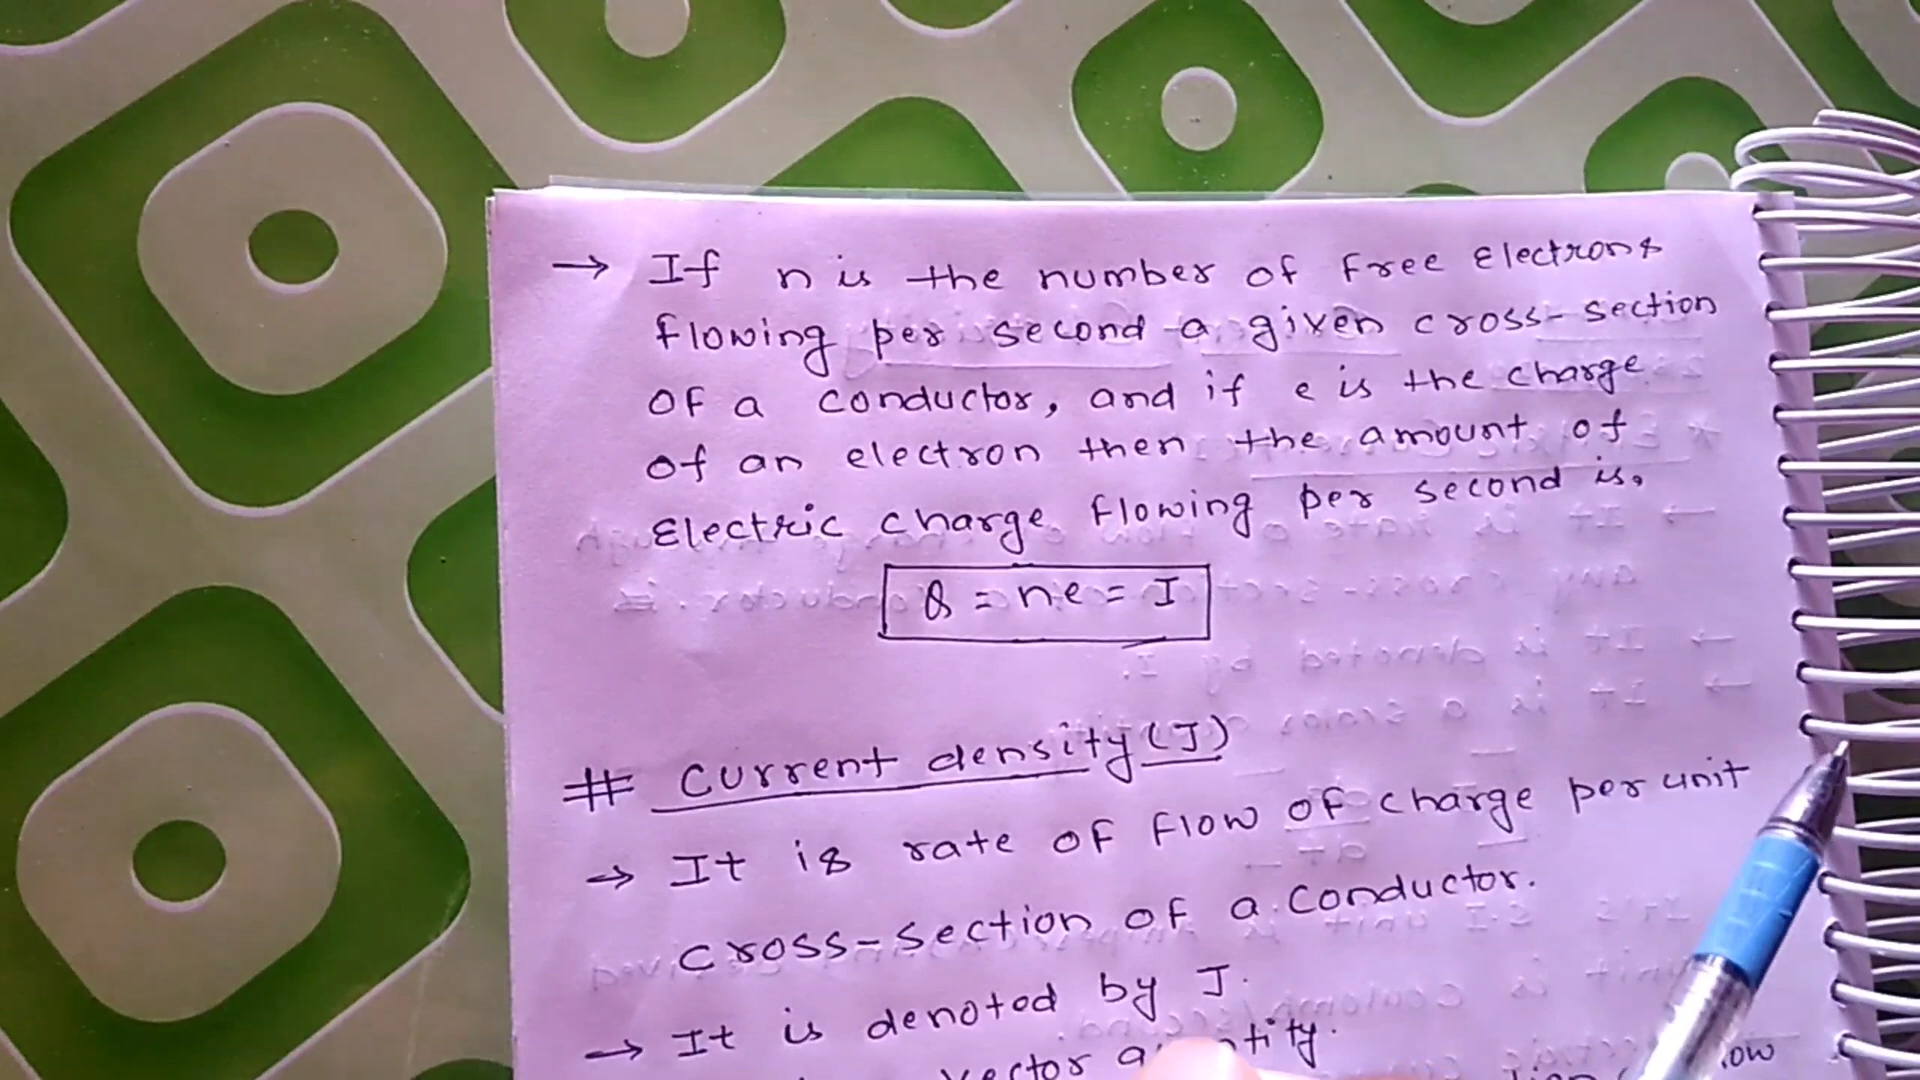 → If n is the number of free electrons
flowing per second a given cross-section
of a conductor, and if e is the charge
of an electron then the amount of
Electric charge flowing per second is.
Q = ne = I
# Current density (J)
→ It is rate of flow of charge per unit
cross-section of a conductor.
→ It is denoted by J.
vector